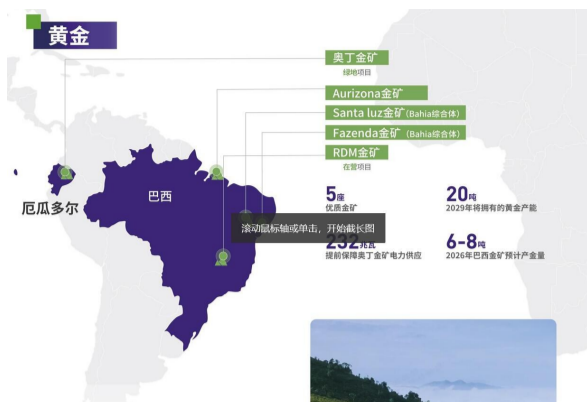 黄金
奥丁金矿
绿地项目
Aurizona金矿
Santa luz金矿(Bahia综合体)
Fazenda金矿(Bahia综合体)
RDM金矿
在营项目
巴西
厄瓜多尔
5座
优质金矿
20吨
2029年将拥有的黄金产能
滚动鼠标轴或单击，开始截长图
232兆瓦
提前保障奥丁金矿电力供应
6-8吨
2026年巴西金矿预计产金量